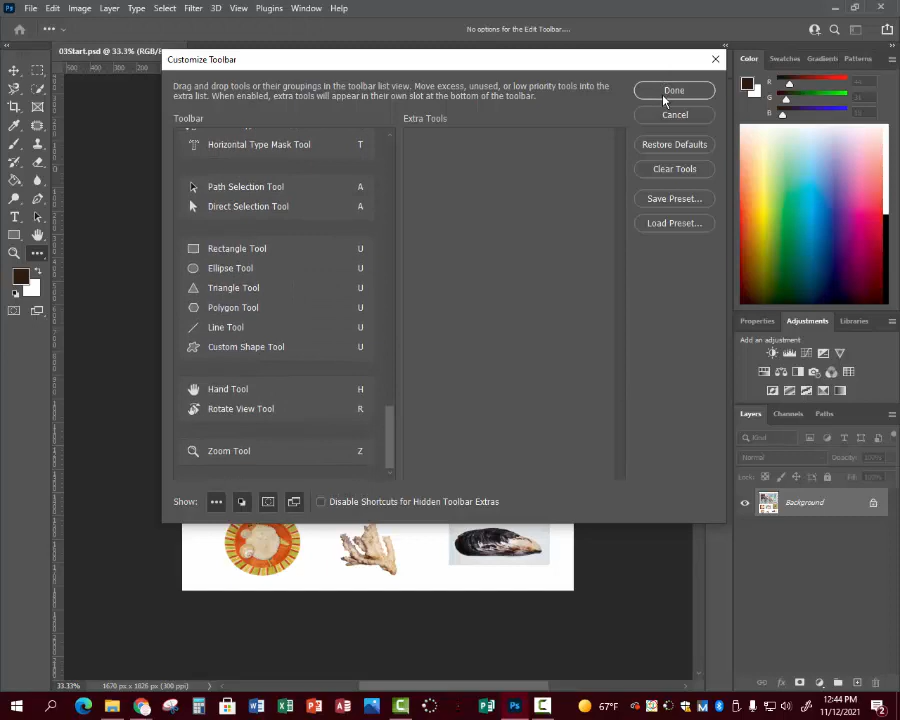 Ps File Edit Image Layer Type Select Filter 3D View Plugins Window Help
No options for the Edit Toolbar....
03Start.psd @ 33.3% (RGB/
Customize Toolbar
Drag and drop tools or their groupings in the toolbar list view. Move excess, unused, or low priority tools into the
extra list. When enabled, extra tools will appear in their own slot at the bottom of the toolbar.
Toolbar
Extra Tools
Horizontal Type Mask Tool T
Path Selection Tool A
Direct Selection Tool A
Rectangle Tool U
Ellipse Tool U
Triangle Tool U
Polygon Tool U
Line Tool U
Custom Shape Tool U
Hand Tool H
Rotate View Tool R
Zoom Tool Z
Show:
Disable Shortcuts for Hidden Toolbar Extras
Done
Cancel
Restore Defaults
Clear Tools
Save Preset...
Load Preset...
Color Swatches Gradients Patterns
R
G
B
Properties Adjustments Libraries
Add an adjustment
Layers Channels Paths
Kind
Normal Opacity: 100%
Lock: Fill: 100%
Background
500 400 300
33.33% 1670 px x 1826 px (300 ppi)
67°F
12:44 PM
11/12/2021